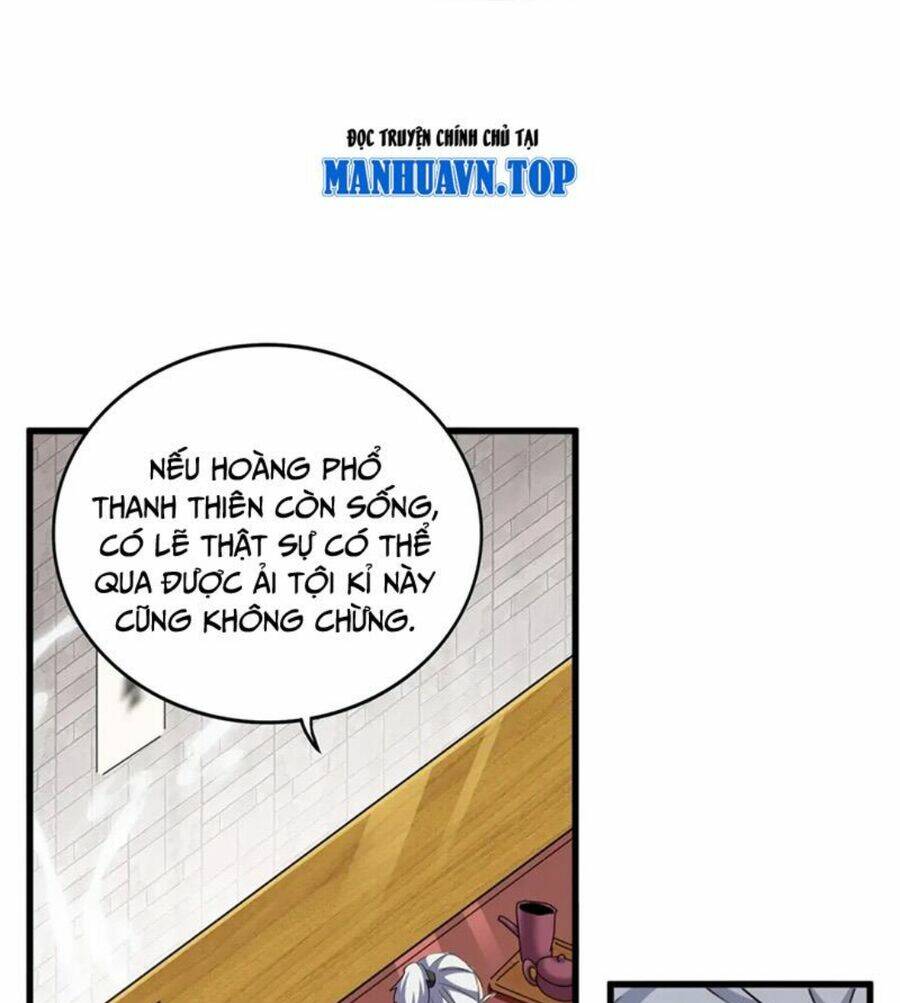 ĐỌC TRUYỆN CHÍNH CHỦ TẠI
MANHUAVN.TOP
NẾU HOÀNG PHỔ
THANH THIÊN CÒN SỐNG,
CÓ LẼ THẬT SỰ CÓ THỂ
QUA ĐƯỢC ẢI TỘI KỈ NÀY
CŨNG KHÔNG CHỪNG.